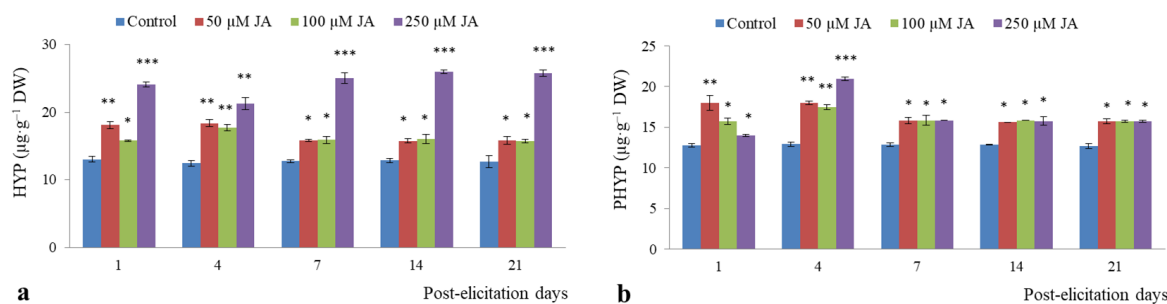 Control 50 µM JA 100 µM JA 250 µM JA
HYP (µg·g⁻¹ DW)
30
20
10
0
*** ** * ** ** ** *** * * *** * * *** * *
1 4 7 14 21
a Post-elicitation days
Control 50 µM JA 100 µM JA 250 µM JA
PHYP (µg·g⁻¹ DW)
25
20
15
10
5
0
** * * ** ** *** * * * * * * * * *
1 4 7 14 21
b Post-elicitation days